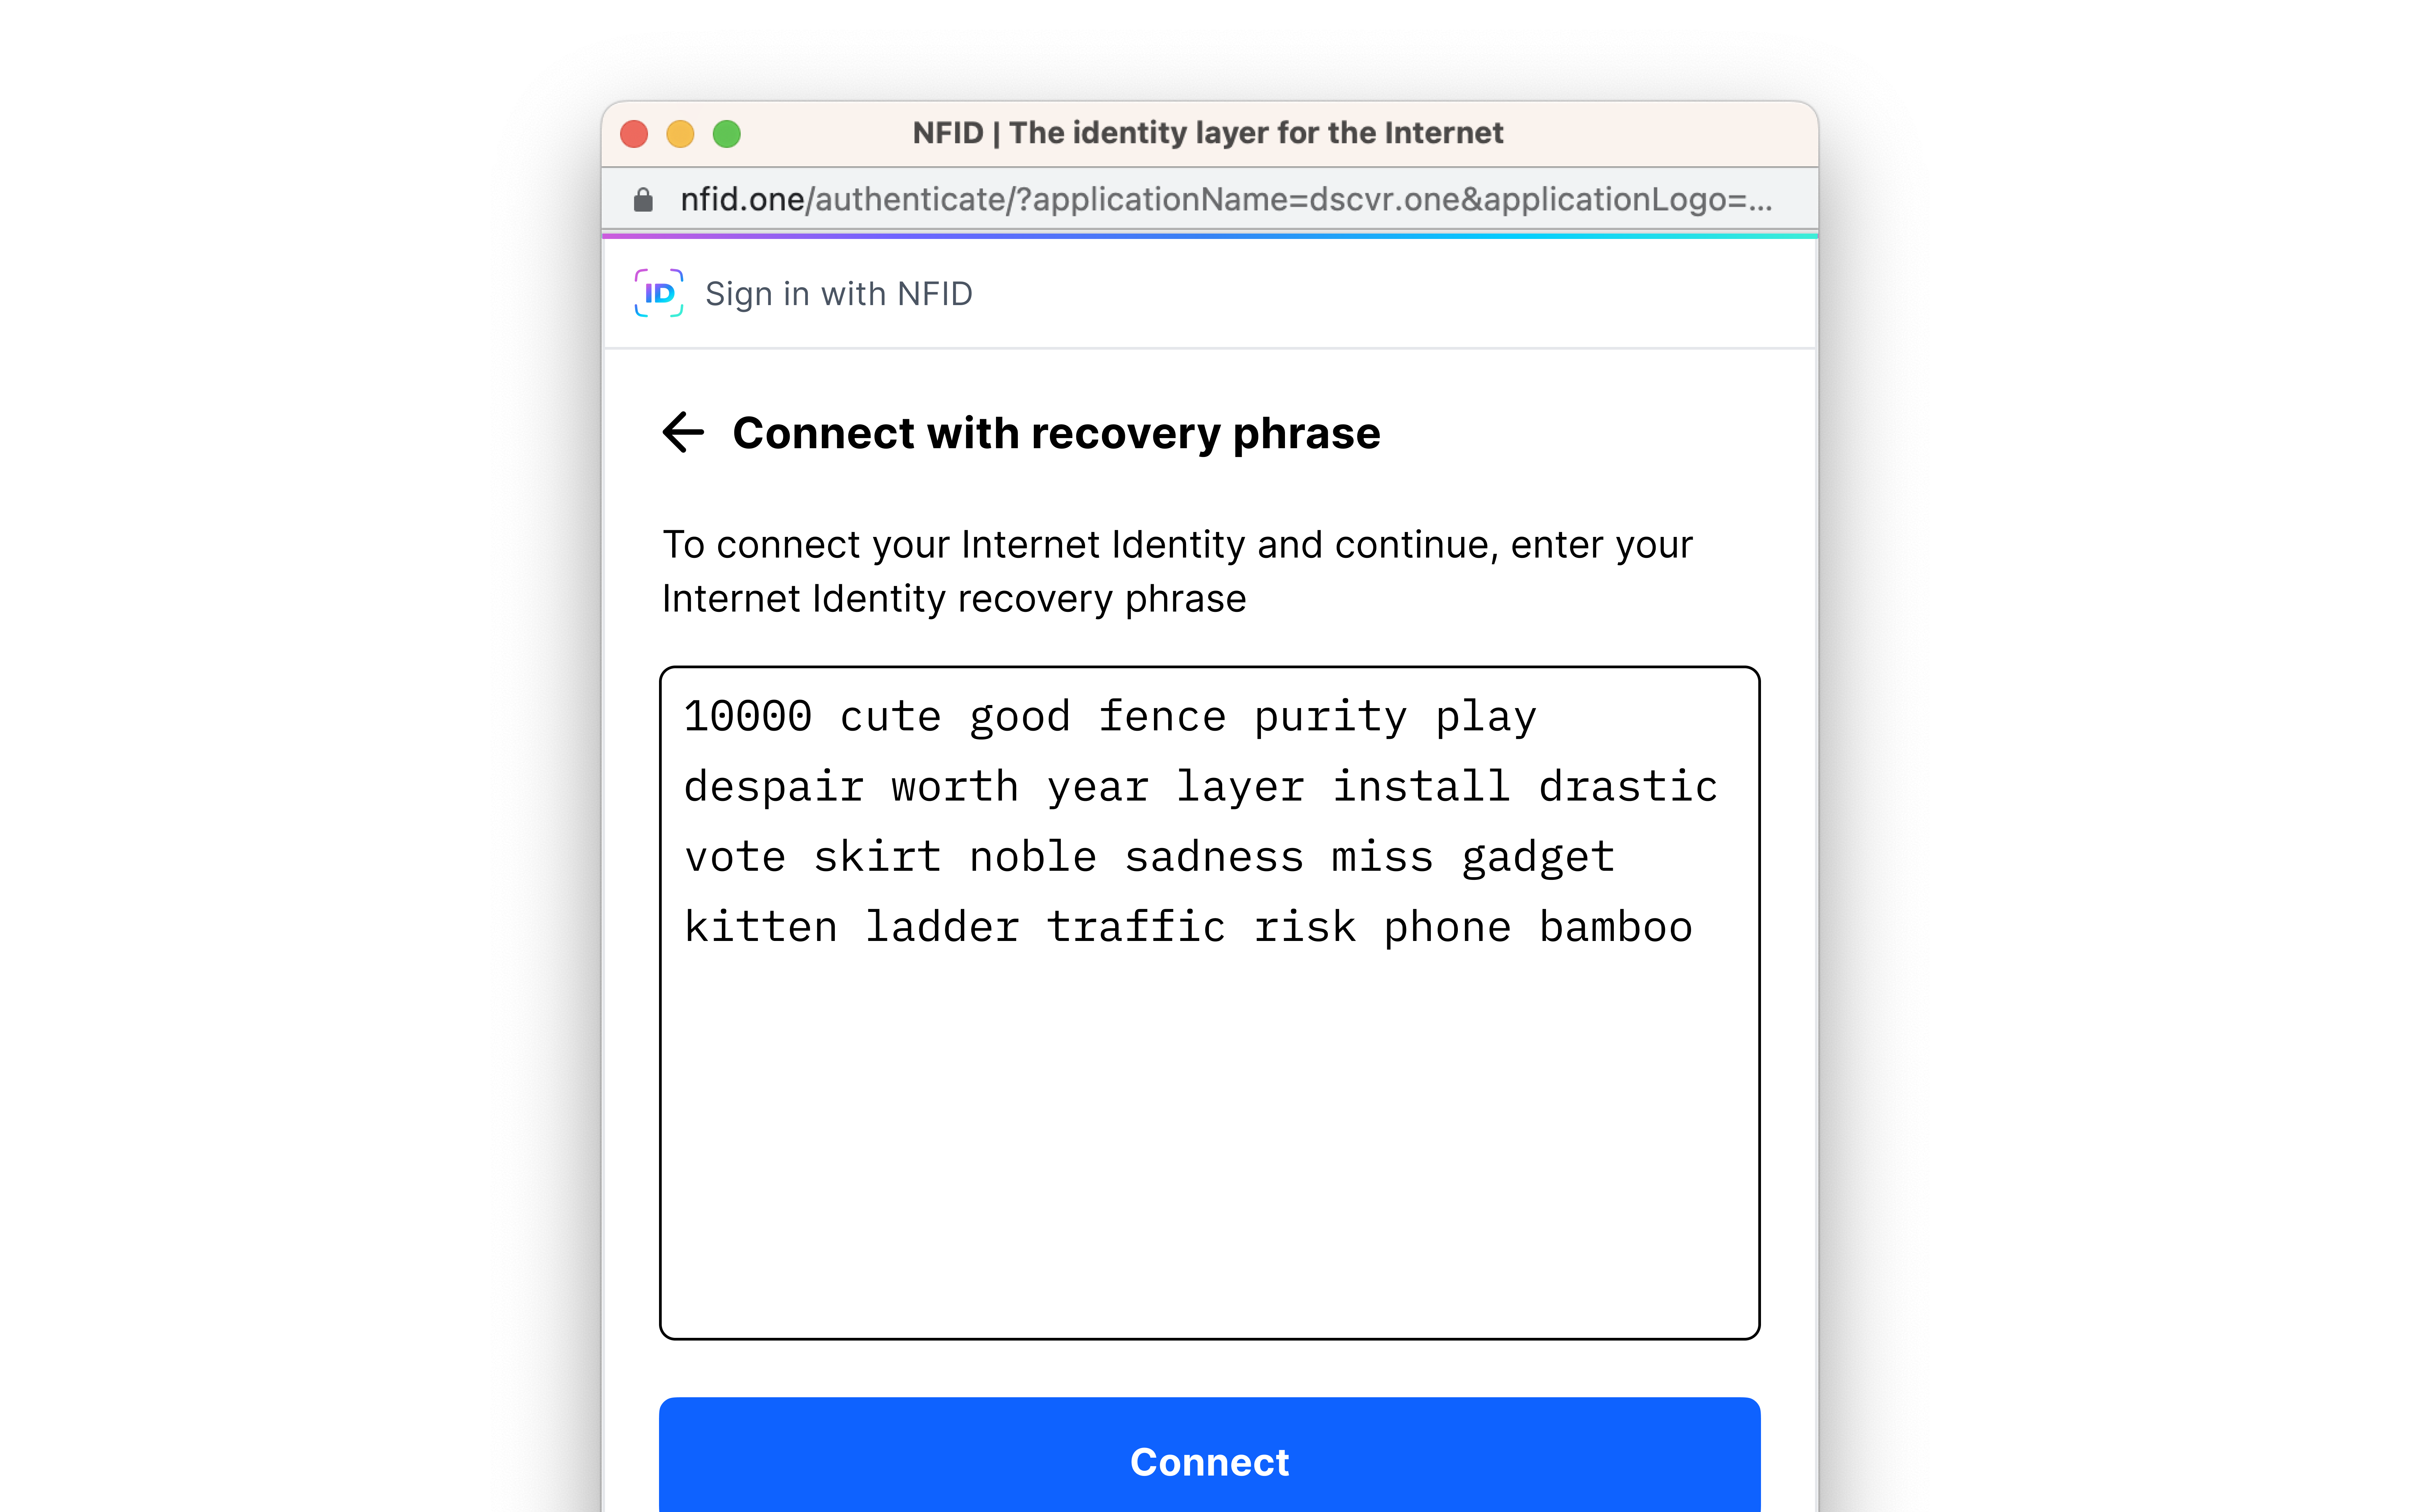 NFID | The identity layer for the Internet
nfid.one/authenticate/?applicationName=dscvr.one&applicationLogo=...
ID Sign in with NFID
Connect with recovery phrase
To connect your Internet Identity and continue, enter your
Internet Identity recovery phrase
10000 cute good fence purity play
despair worth year layer install drastic
vote skirt noble sadness miss gadget
kitten ladder traffic risk phone bamboo
Connect